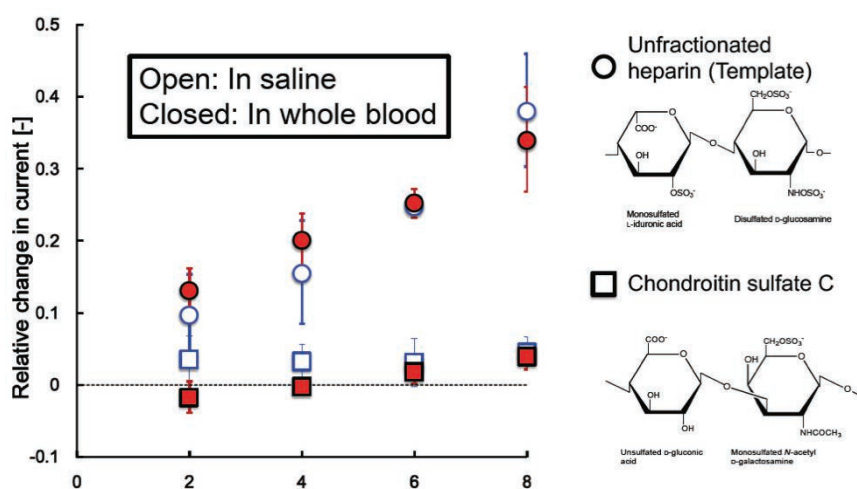 Relative change in current [-]
0.5
0.4
0.3
0.2
0.1
0
-0.1
0
2
4
6
8
Open: In saline
Closed: In whole blood
Unfractionated
heparin (Template)
CH₂OSO₃⁻
COO⁻
O
O
O
O
OH
OH
OSO₃⁻
NHOSO₃⁻
Monosulfated
L-iduronic acid
Disulfated D-glucosamine
Chondroitin sulfate C
COO⁻
CH₂OSO₃⁻
O
OH
O
O
O
OH
OH
NHCOCH₃
Unsulfated D-gluconic
acid
Monosulfated N-acetyl
D-galactosamine